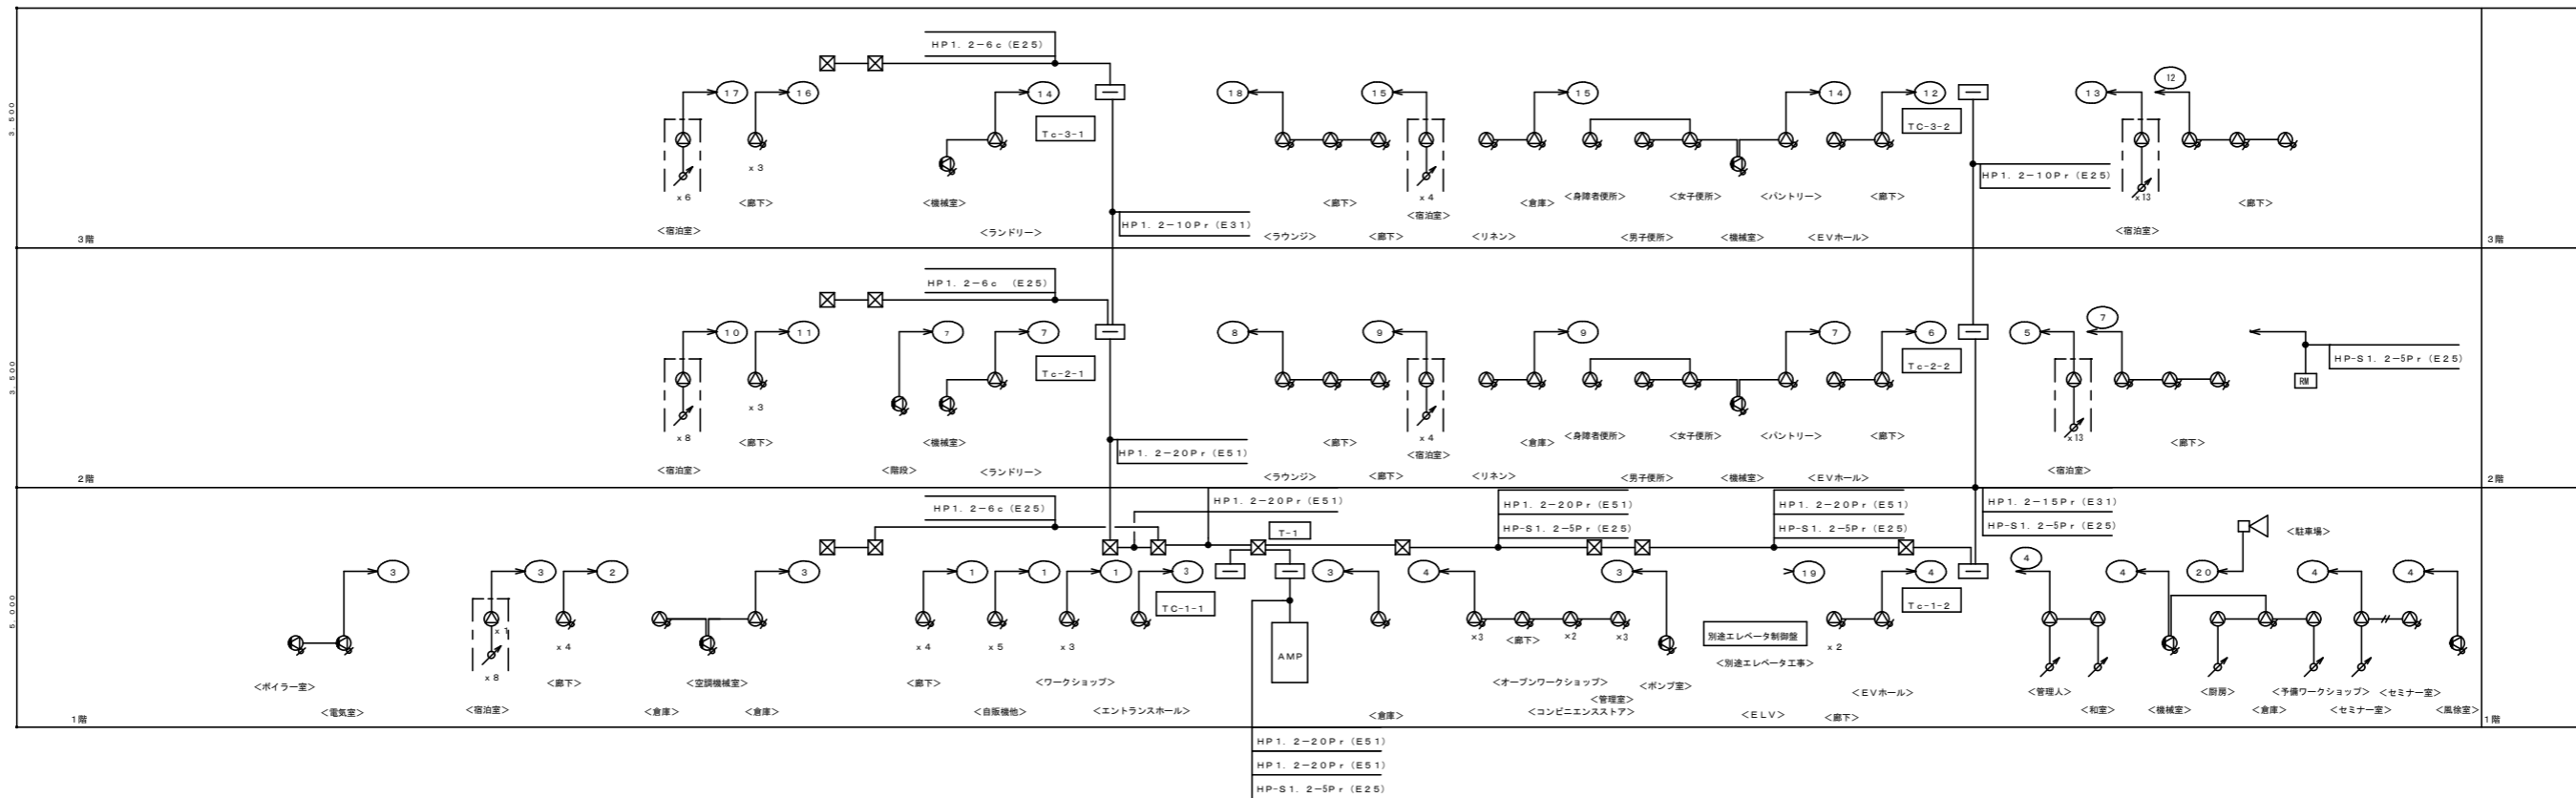 HP1. 2−6c (E25)
17
16
14
18
15
15
14
12
13
12
3,500
Tc-3-1
TC-3-2
x3
HP1. 2−10Pr (E25)
x6
x4
x13
<廊下>
<機械室>
<廊下>
<宿泊室>
<倉庫>
<身障者便所>
<女子便所>
<パントリー>
<廊下>
<廊下>
HP1. 2−10Pr (E31)
<宿泊室>
<ランドリー>
<ラウンジ>
<廊下>
<リネン>
<男子便所>
<機械室>
<EVホール>
<宿泊室>
3階
3階
HP1. 2−6c (E25)
10
11
7
7
8
9
9
7
6
5
7
3,500
Tc-2-1
Tc-2-2
HP-S1. 2−5Pr (E25)
RM
x3
x8
x4
x13
<廊下>
<機械室>
<廊下>
<宿泊室>
<倉庫>
<身障者便所>
<女子便所>
<パントリー>
<廊下>
<廊下>
HP1. 2−20Pr (E51)
<宿泊室>
<階段>
<ランドリー>
<ラウンジ>
<廊下>
<リネン>
<男子便所>
<機械室>
<EVホール>
<宿泊室>
2階
2階
HP1. 2−6c (E25)
HP1. 2−20Pr (E51)
HP1. 2−20Pr (E51)
HP-S1. 2−5Pr (E25)
HP1. 2−20Pr (E51)
HP-S1. 2−5Pr (E25)
HP1. 2−15Pr (E31)
HP-S1. 2−5Pr (E25)
T-1
<駐車場>
3
3
2
3
1
1
1
3
3
4
3
19
4
4
4
20
4
4
5,000
TC-1-1
Tc-1-2
x1
x4
x4
x5
x3
AMP
×3
<廊下>
×2
×3
別途エレベータ制御盤
x2
<別途エレベータ工事>
x8
<ボイラー室>
<廊下>
<空調機械室>
<廊下>
<ワークショップ>
<オープンワークショップ>
<ポンプ室>
<EVホール>
<管理人>
<厨房>
<予備ワークショップ>
<セミナー室>
<管理室>
<電気室>
<宿泊室>
<倉庫>
<倉庫>
<自販機他>
<エントランスホール>
<倉庫>
<コンビニエンスストア>
<ELV>
<廊下>
<和室>
<機械室>
<倉庫>
<セミナー室>
<風徐室>
1階
1階
HP1. 2−20Pr (E51)
HP1. 2−20Pr (E51)
HP-S1. 2−5Pr (E25)